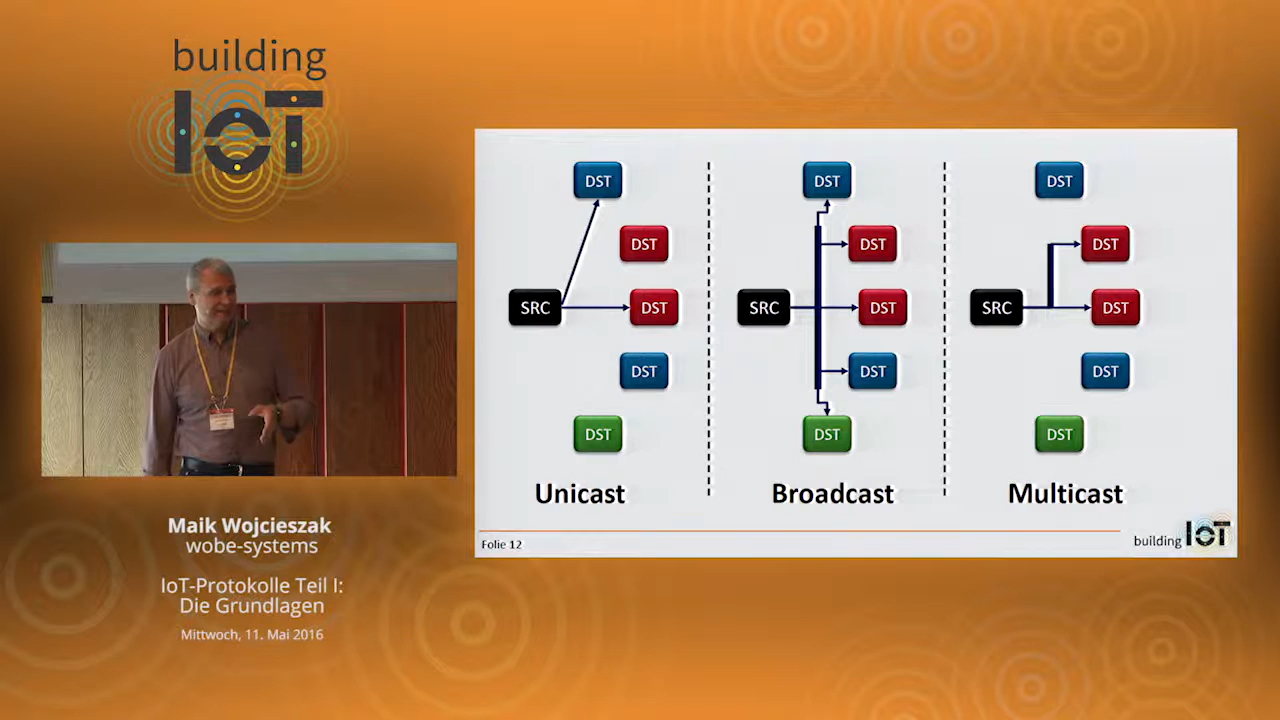 building
IoT
Maik Wojcieszak
wobe-systems
IoT-Protokolle Teil I:
Die Grundlagen
Mittwoch, 11. Mai 2016
DST
DST
SRC
DST
DST
DST
Unicast
DST
DST
SRC
DST
DST
DST
Broadcast
DST
DST
SRC
DST
DST
DST
Multicast
Folie 12
building IoT